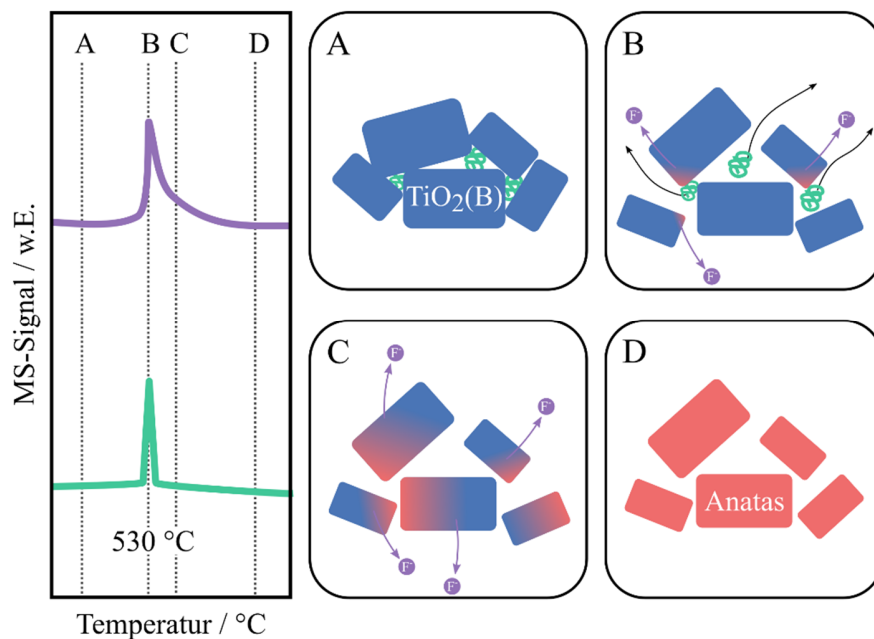 A B C D
MS-Signal / w.E.
530 °C
Temperatur / °C
A
TiO₂(B)
B
F⁻
F⁻
F⁻
C
F⁻
F⁻
F⁻
F⁻
D
Anatas